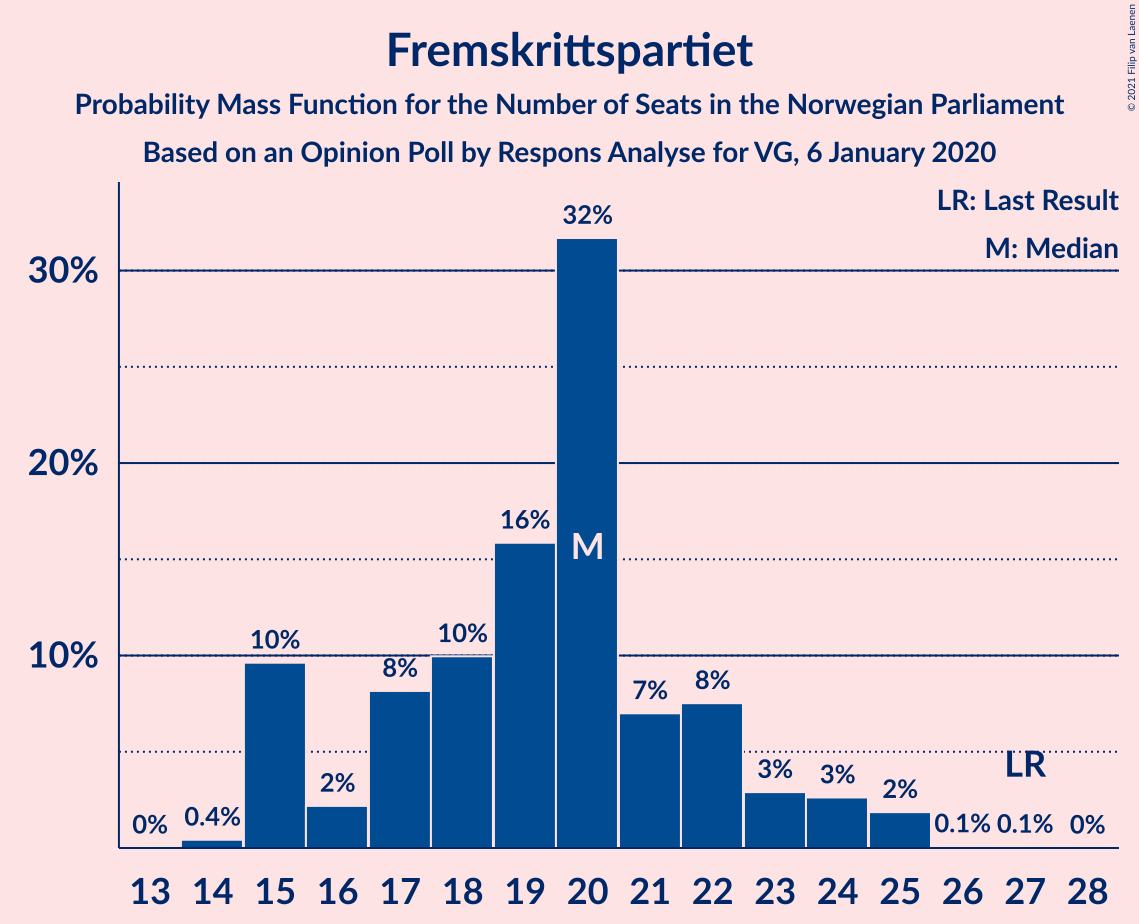 Fremskrittspartiet
Probability Mass Function for the Number of Seats in the Norwegian Parliament
Based on an Opinion Poll by Respons Analyse for VG, 6 January 2020
© 2021 Filip van Laenen
LR: Last Result
M: Median
30%
20%
10%
0%
0.4%
10%
2%
8%
10%
16%
32%
M
7%
8%
3%
3%
2%
0.1%
LR
0.1%
0%
13 14 15 16 17 18 19 20 21 22 23 24 25 26 27 28